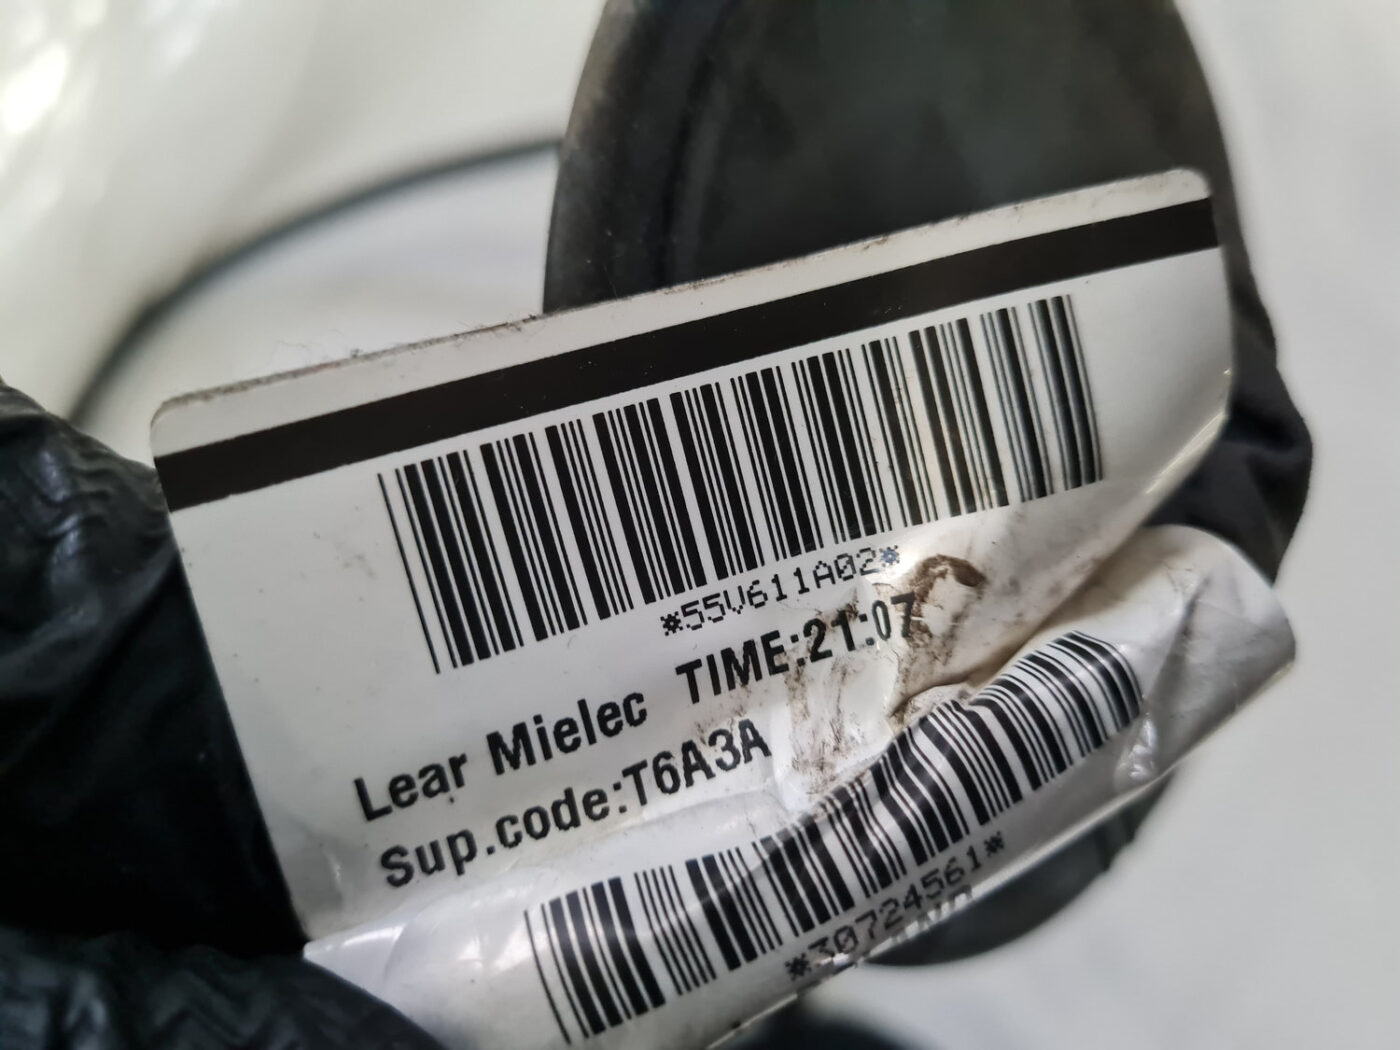 *55V611A02*
Lear Mielec TIME:21:07
Sup.code:T6A3A
*30724561*